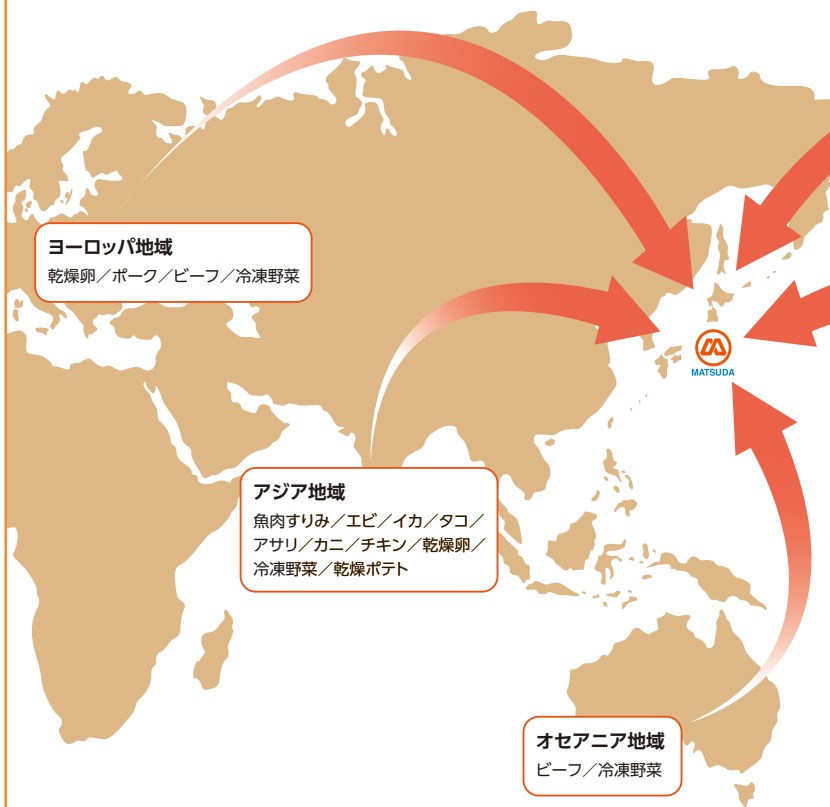 ヨーロッパ地域
乾燥卵／ポーク／ビーフ／冷凍野菜
MATSUDA
アジア地域
魚肉すりみ／エビ／イカ／タコ／
アサリ／カニ／チキン／乾燥卵／
冷凍野菜／乾燥ポテト
オセアニア地域
ビーフ／冷凍野菜